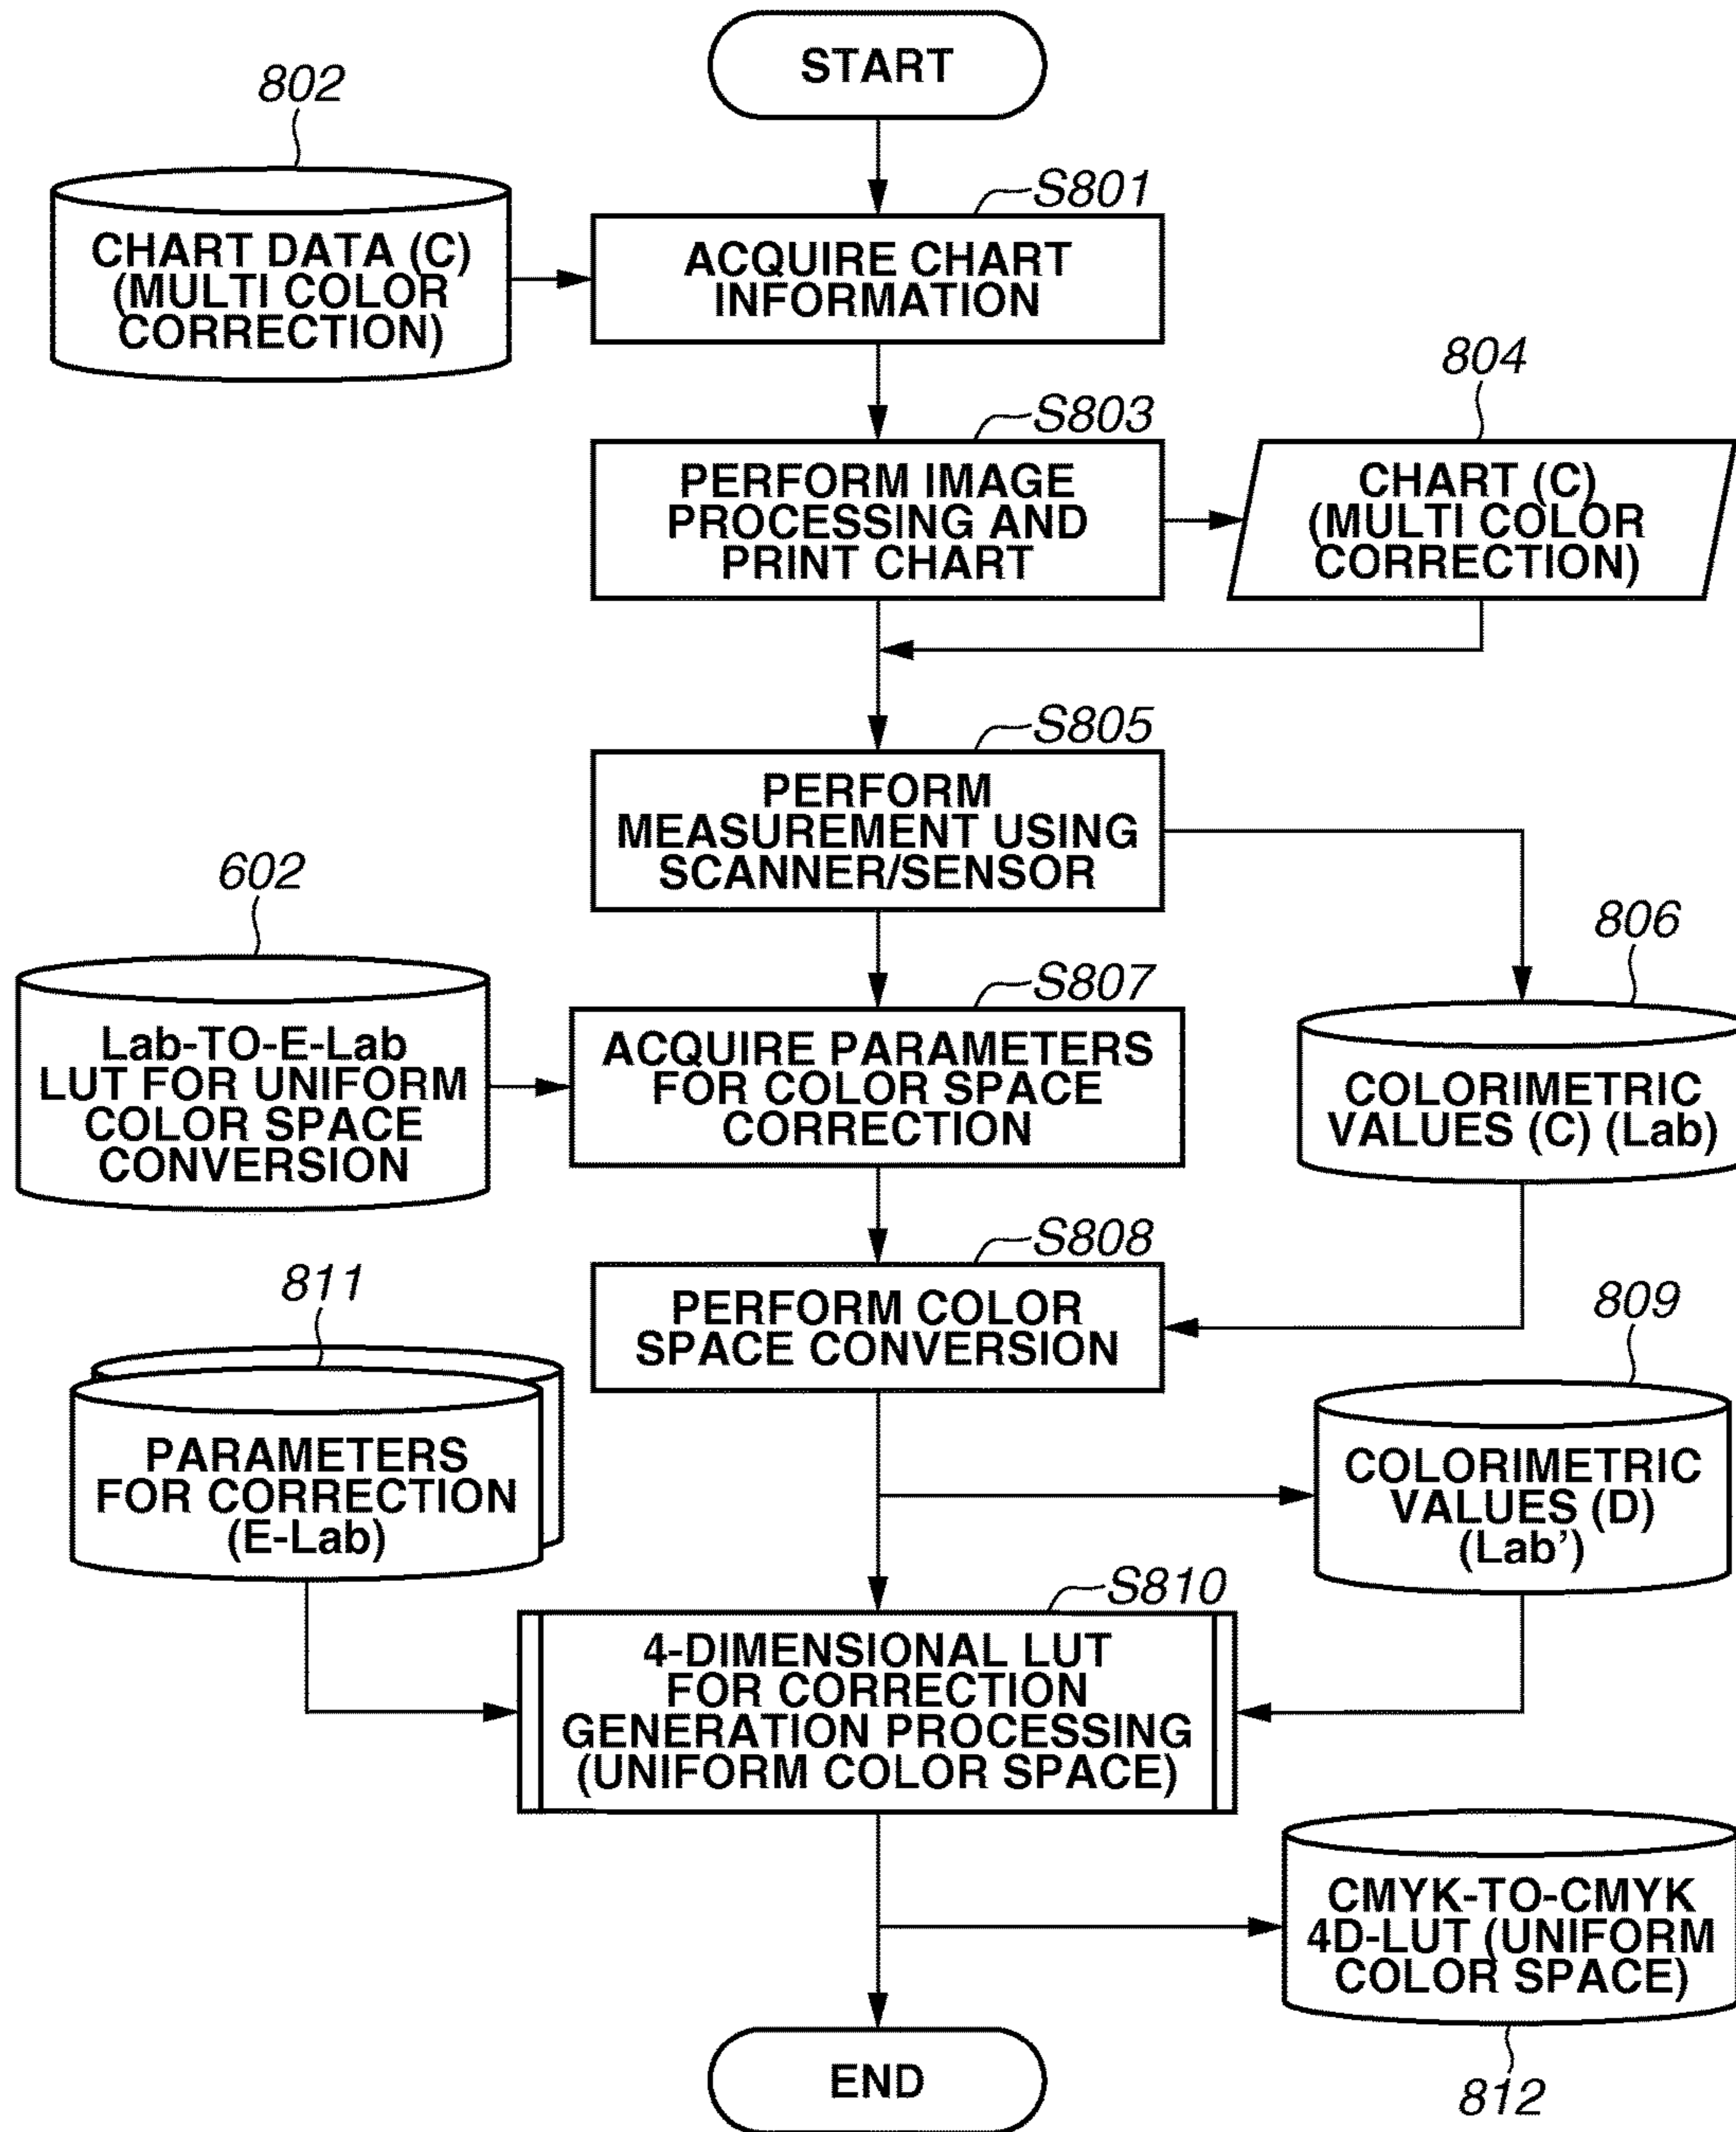 START
802
S801
CHART DATA (C)
(MULTI COLOR
CORRECTION)
ACQUIRE CHART
INFORMATION
804
S803
PERFORM IMAGE
PROCESSING AND
PRINT CHART
CHART (C)
(MULTI COLOR
CORRECTION)
S805
PERFORM
MEASUREMENT USING
SCANNER/SENSOR
602
806
S807
Lab-TO-E-Lab
LUT FOR UNIFORM
COLOR SPACE
CONVERSION
ACQUIRE PARAMETERS
FOR COLOR SPACE
CORRECTION
COLORIMETRIC
VALUES (C) (Lab)
S808
811
PERFORM COLOR
SPACE CONVERSION
809
PARAMETERS
FOR CORRECTION
(E-Lab)
COLORIMETRIC
VALUES (D)
(Lab')
S810
4-DIMENSIONAL LUT
FOR CORRECTION
GENERATION PROCESSING
(UNIFORM COLOR SPACE)
CMYK-TO-CMYK
4D-LUT (UNIFORM
COLOR SPACE)
END
812